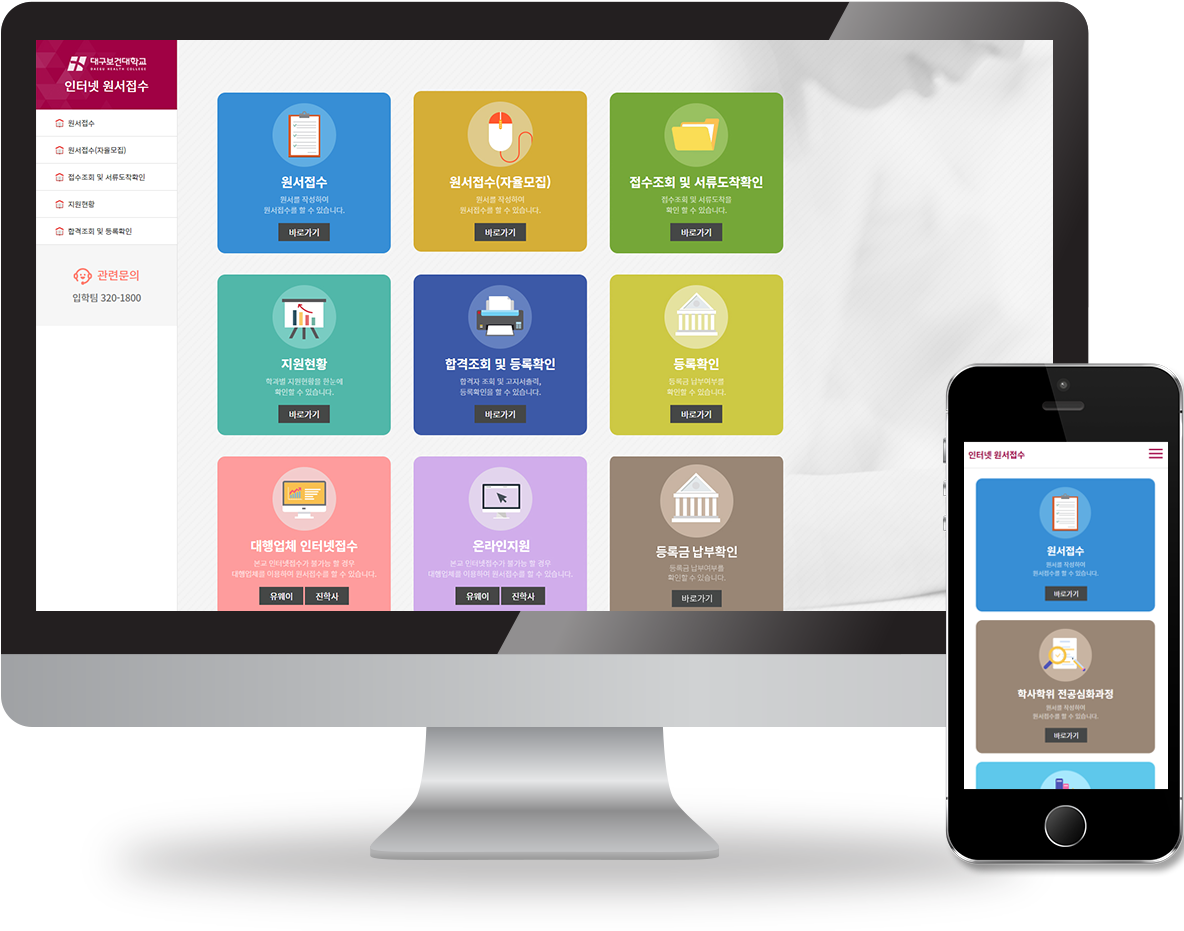 대구보건대학교
DAEGU HEALTH COLLEGE
인터넷 원서접수
원서접수
원서접수(자율모집)
접수조회 및 서류도착확인
지원현황
합격조회 및 등록확인
관련문의
입학팀 320-1800
원서접수
원서를 작성하여
원서접수를 할 수 있습니다.
바로가기
원서접수(자율모집)
원서를 작성하여
원서접수를 할 수 있습니다.
바로가기
접수조회 및 서류도착확인
접수조회 및 서류도착을
확인 할 수 있습니다.
바로가기
지원현황
학과별 지원현황을 한눈에
확인할 수 있습니다.
바로가기
합격조회 및 등록확인
합격자 조회 및 고지서출력,
등록확인을 할 수 있습니다.
바로가기
등록확인
등록금 납부여부를
확인할 수 있습니다.
바로가기
대행업체 인터넷접수
본교 인터넷접수가 불가능 할 경우
대행업체를 이용하여 원서접수를 할 수 있습니다.
유웨이 진학사
온라인지원
본교 인터넷접수가 불가능 할 경우
대행업체를 이용하여 원서접수를 할 수 있습니다.
유웨이 진학사
등록금 납부확인
등록금 납부여부를
확인할 수 있습니다.
바로가기
인터넷 원서접수
원서접수
원서를 작성하여
원서접수를 할 수 있습니다.
바로가기
학사학위 전공심화과정
원서를 작성하여
원서접수를 할 수 있습니다.
바로가기